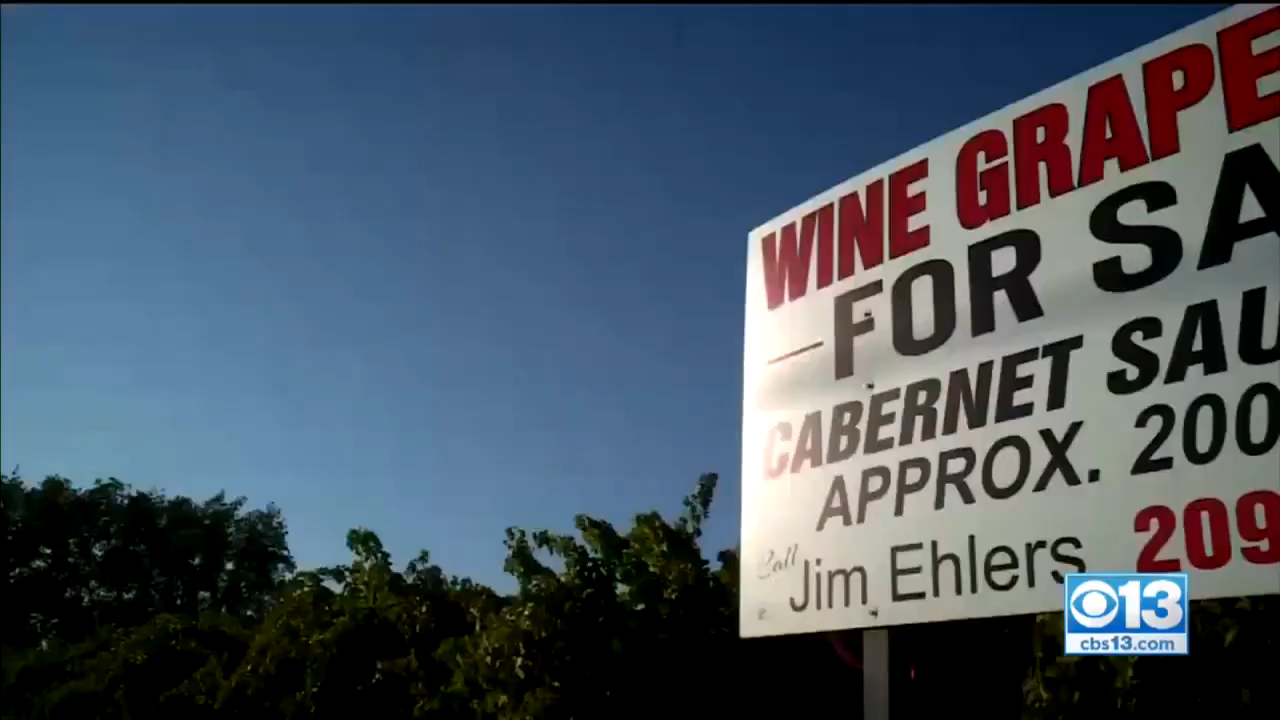 WINE GRAPE
—FOR SA
CABERNET SAU
APPROX. 200
Call Jim Ehlers 209
CBS 13
cbs13.com